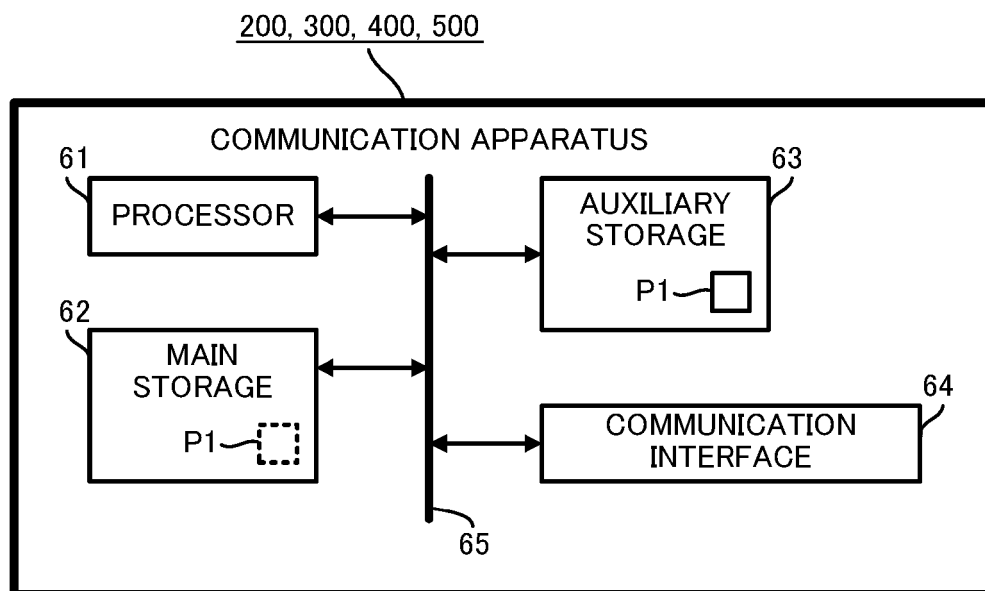 200, 300, 400, 500
COMMUNICATION APPARATUS
61
PROCESSOR
63
AUXILIARY
STORAGE
P1
62
MAIN
STORAGE
P1
64
COMMUNICATION
INTERFACE
65